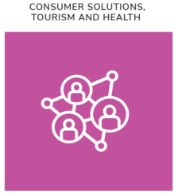 CONSUMER SOLUTIONS,
TOURISM AND HEALTH